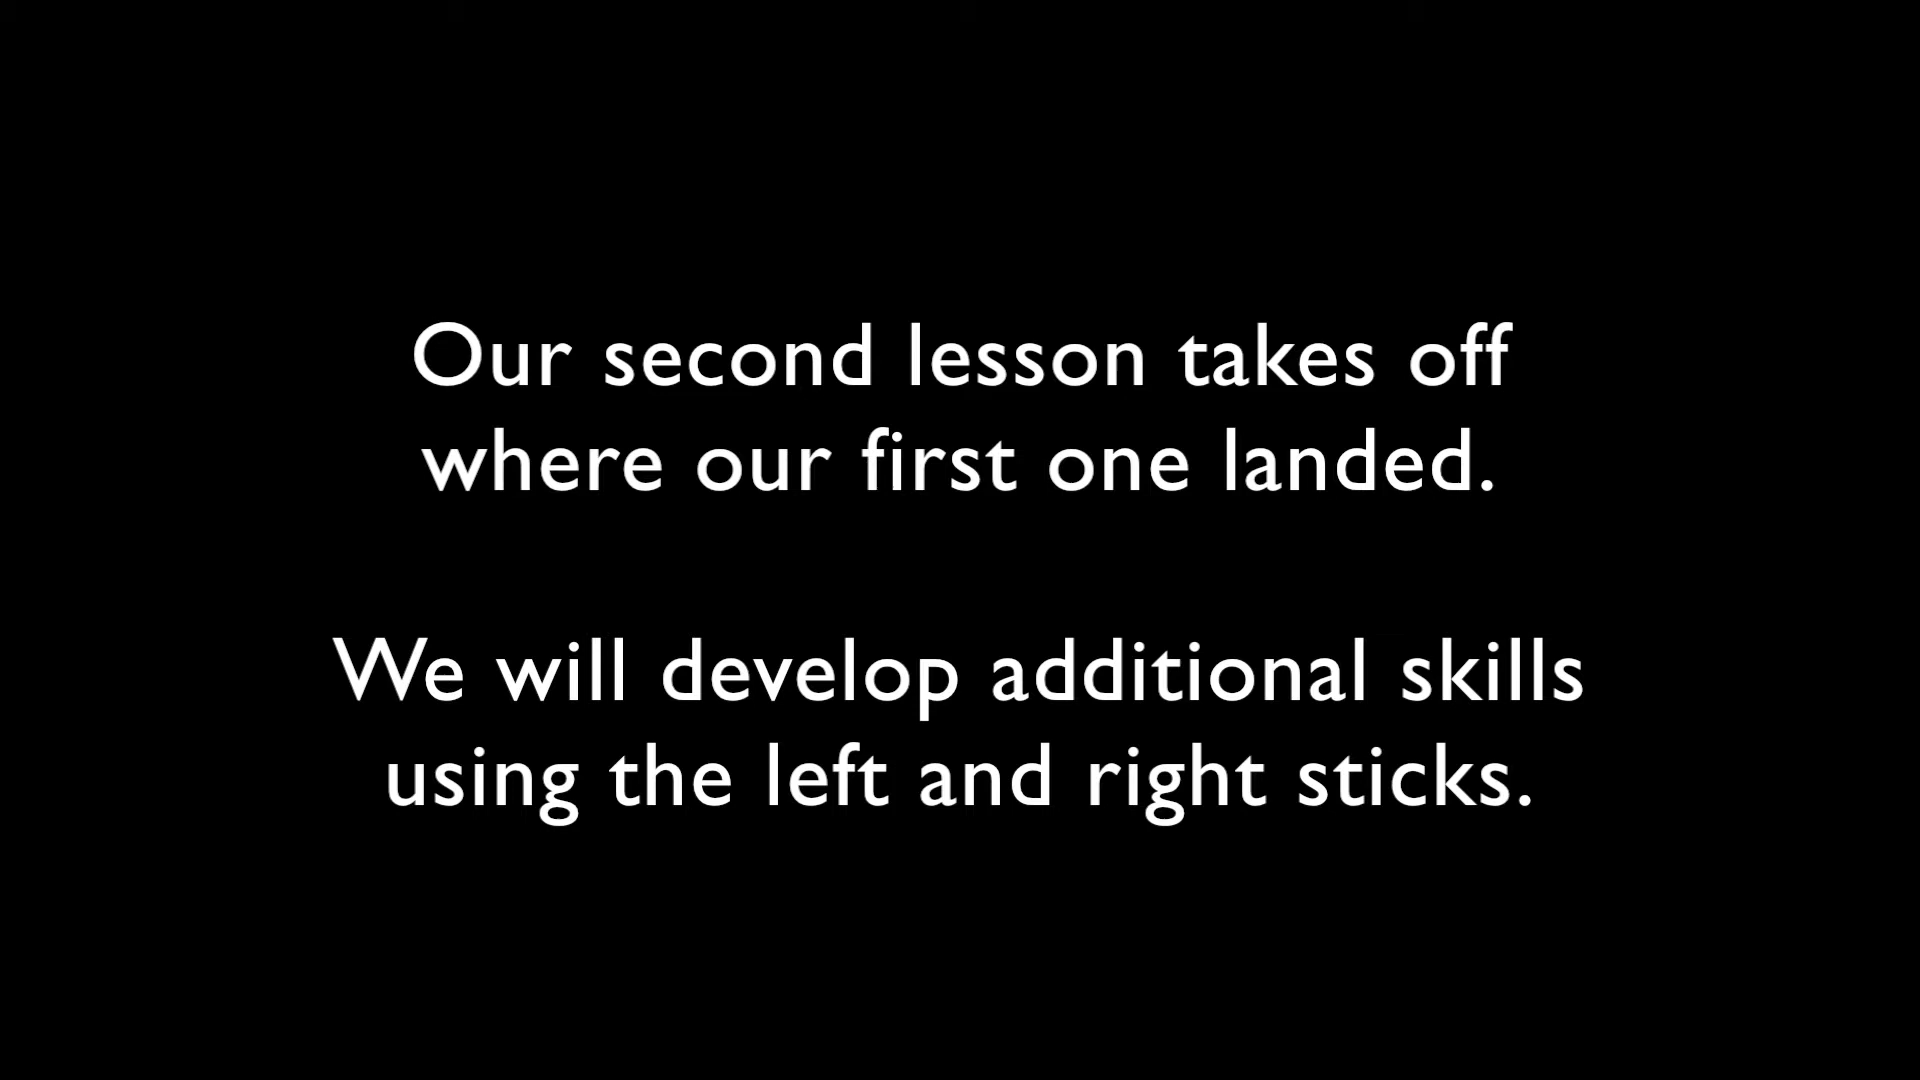 Our second lesson takes off
where our first one landed.
We will develop additional skills
using the left and right sticks.